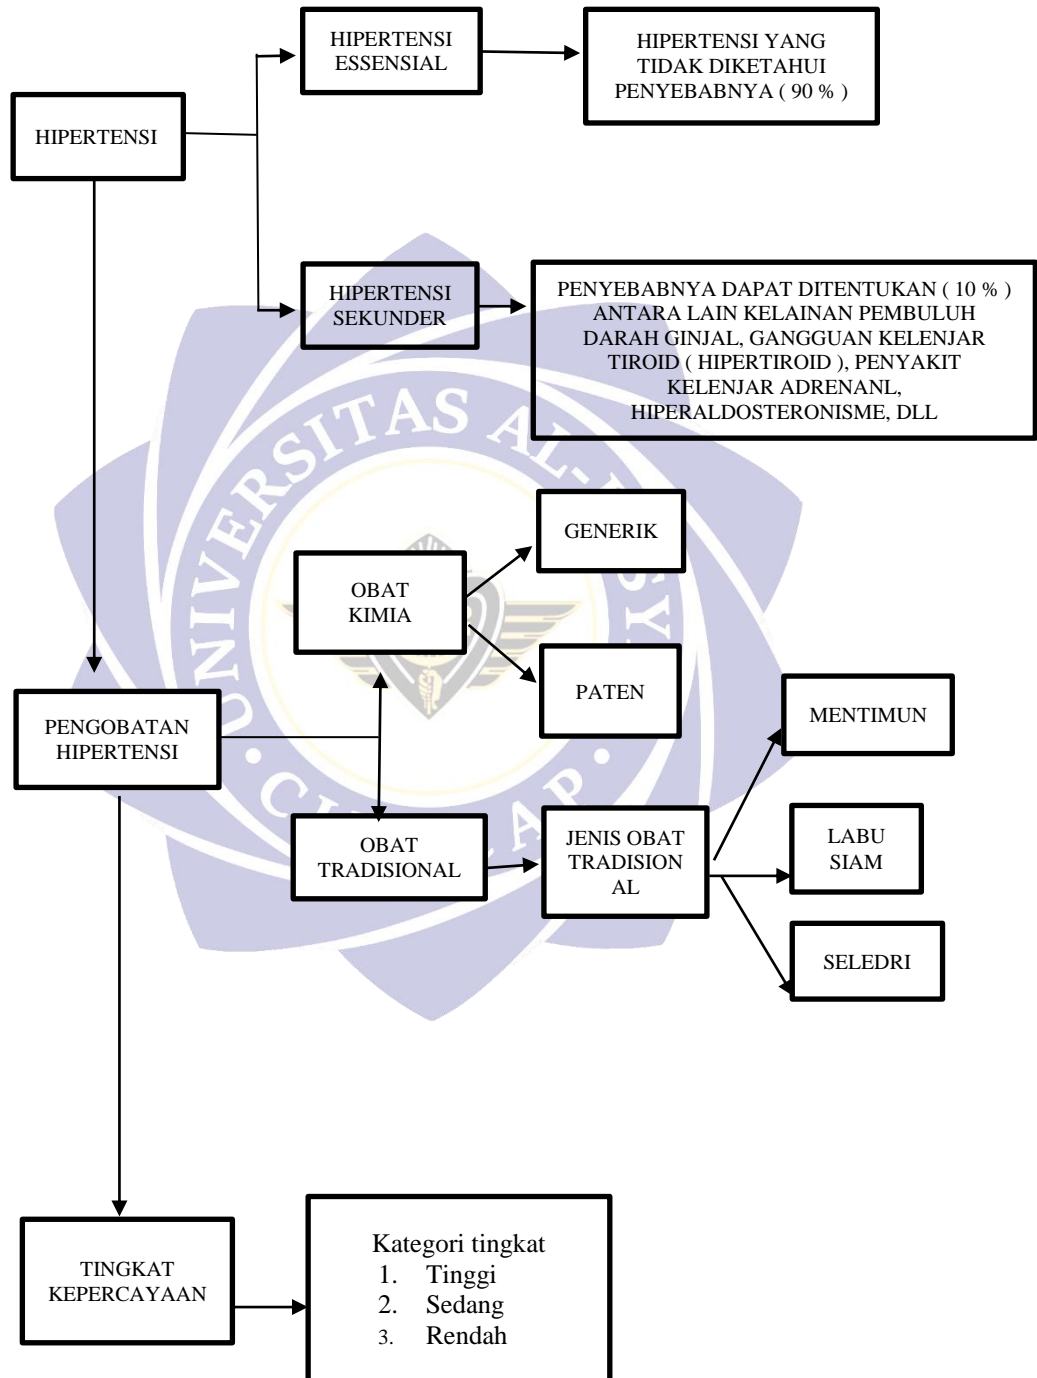 HIPERTENSI
ESSENSIAL
HIPERTENSI YANG
TIDAK DIKETAHUI
PENYEBABNYA ( 90 % )
HIPERTENSI
HIPERTENSI
SEKUNDER
PENYEBABNYA DAPAT DITENTUKAN ( 10 % )
ANTARA LAIN KELAINAN PEMBULUH
DARAH GINJAL, GANGGUAN KELENJAR
TIROID ( HIPERTIROID ), PENYAKIT
KELENJAR ADRENANL,
HIPERALDOSTERONISME, DLL
UNIVERSITAS AL-
GENERIK
OBAT
KIMIA
PATEN
PENGOBATAN
HIPERTENSI
MENTIMUN
OBAT
TRADISIONAL
JENIS OBAT
TRADISION
AL
LABU
SIAM
SELEDRI
TINGKAT
KEPERCAYAAN
Kategori tingkat
1. Tinggi
2. Sedang
3. Rendah